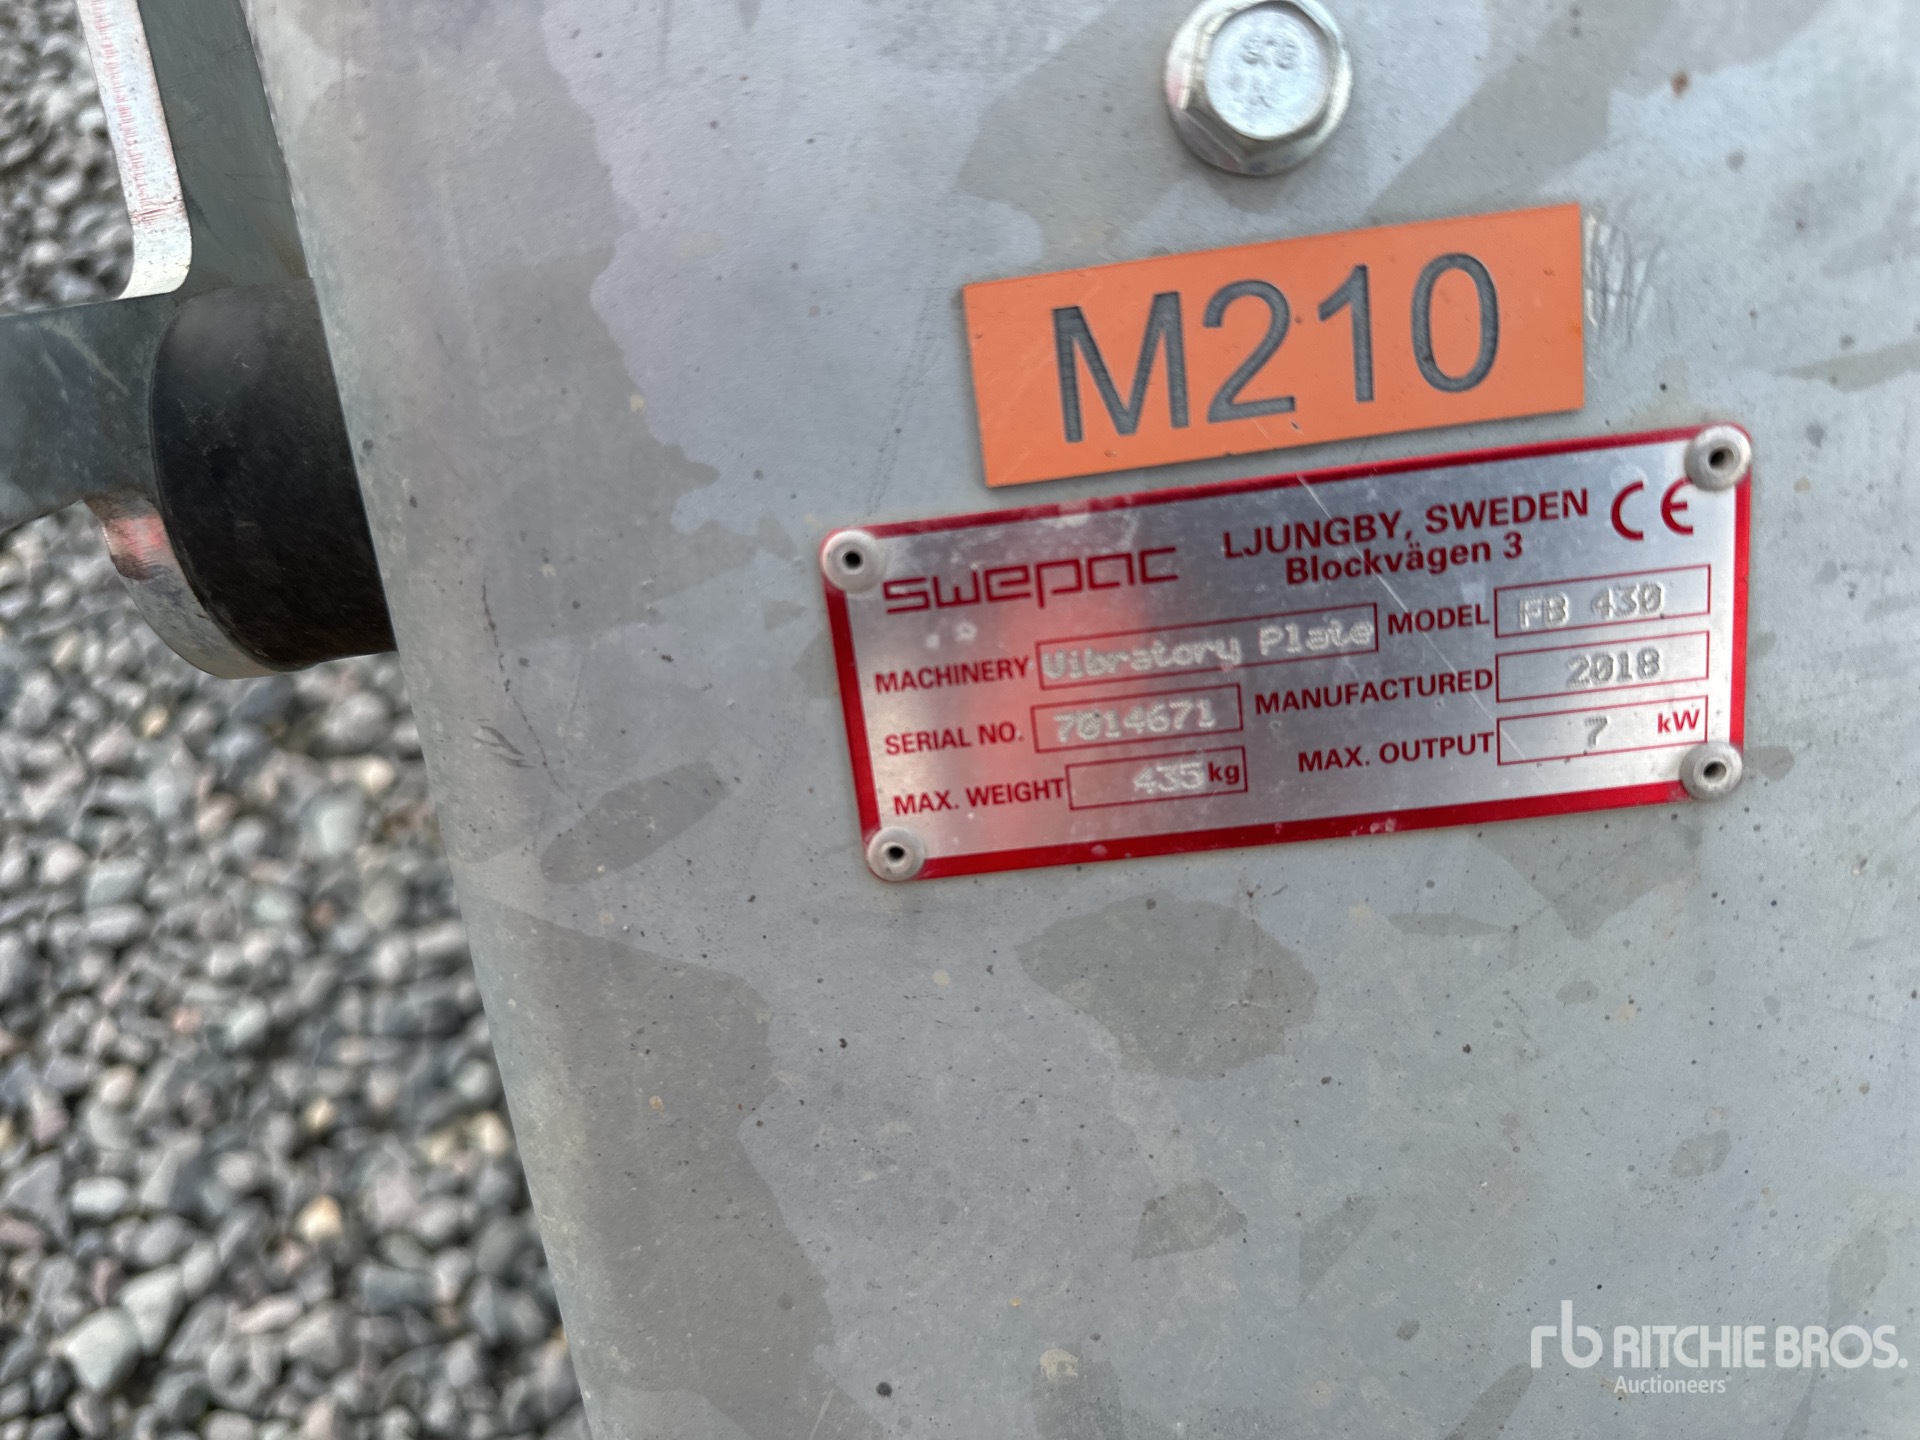 M210
swepac
LJUNGBY, SWEDEN
Blockvägen 3
CE
MACHINERY Vibratory Plate MODEL FB 430
SERIAL NO. 7014671 MANUFACTURED 2018
MAX. WEIGHT 435 kg MAX. OUTPUT 7 kW
rb RITCHIE BROS.
Auctioneers